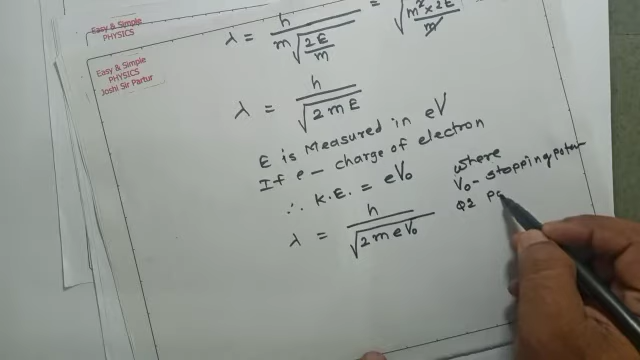 Easy & Simple
PHYSICS
λ = h / m√(2E/m) = √(m² × 2E / m)
Easy & Simple
PHYSICS
Joshi Sir Partur
λ = h / √(2mE)
E is Measured in eV
If e - charge of electron
∴ K.E. = eV₀
where
V₀ - stopping poten
λ = h / √(2meV₀)